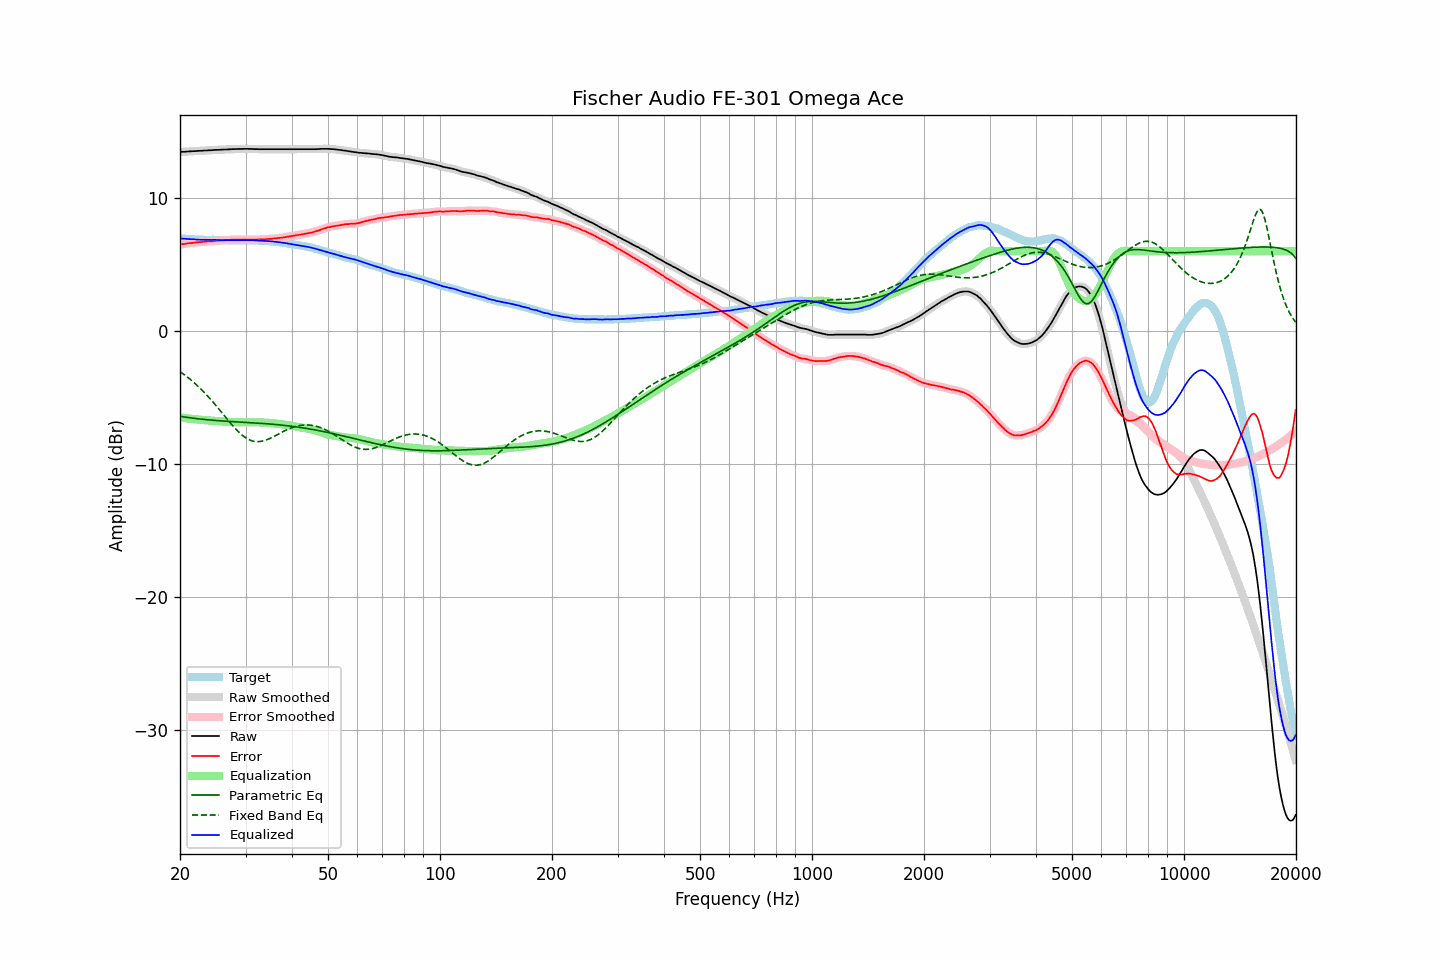 Fischer Audio FE-301 Omega Ace
10
0
−10
−20
−30
Amplitude (dBr)
Target
Raw Smoothed
Error Smoothed
Raw
Error
Equalization
Parametric Eq
Fixed Band Eq
Equalized
20 50 100 200 500 1000 2000 5000 10000 20000
Frequency (Hz)